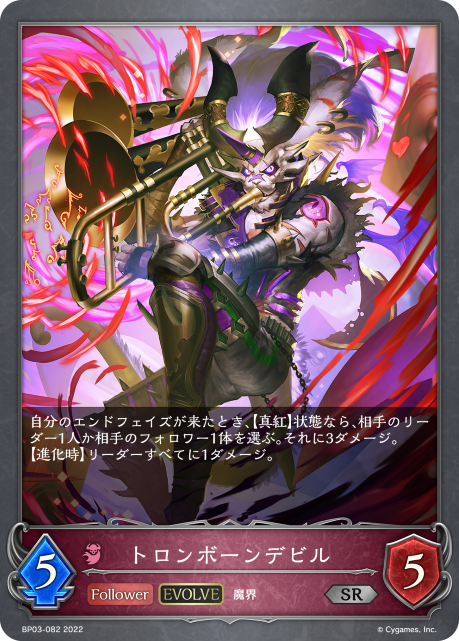 自分のエンドフェイズが来たとき、【真紅】状態なら、相手のリー
ダー1人か相手のフォロワー1体を選ぶ。それに3ダメージ。
【進化時】リーダーすべてに1ダメージ。
トロンボーンデビル
5
5
Follower EVOLVE 魔界 SR
BP03-082 2022 © Cygames, Inc.